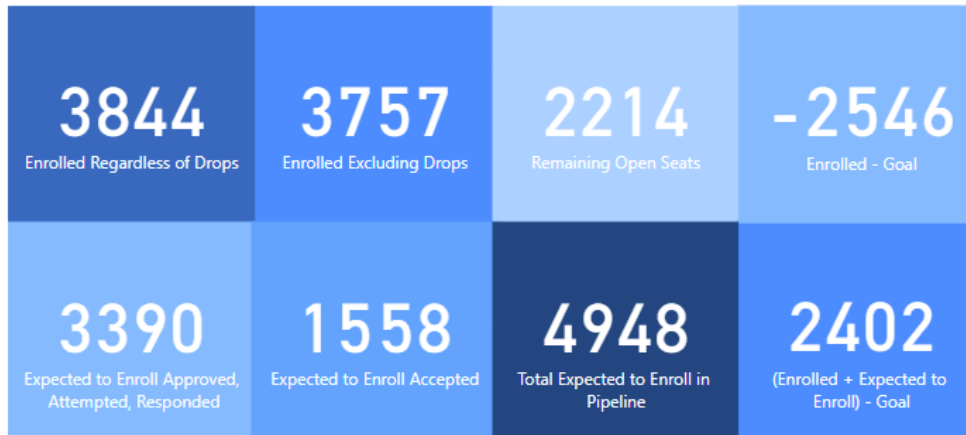 3844
Enrolled Regardless of Drops
3757
Enrolled Excluding Drops
2214
Remaining Open Seats
-2546
Enrolled - Goal
3390
Expected to Enroll Approved,
Attempted, Responded
1558
Expected to Enroll Accepted
4948
Total Expected to Enroll in
Pipeline
2402
(Enrolled + Expected to
Enroll) - Goal